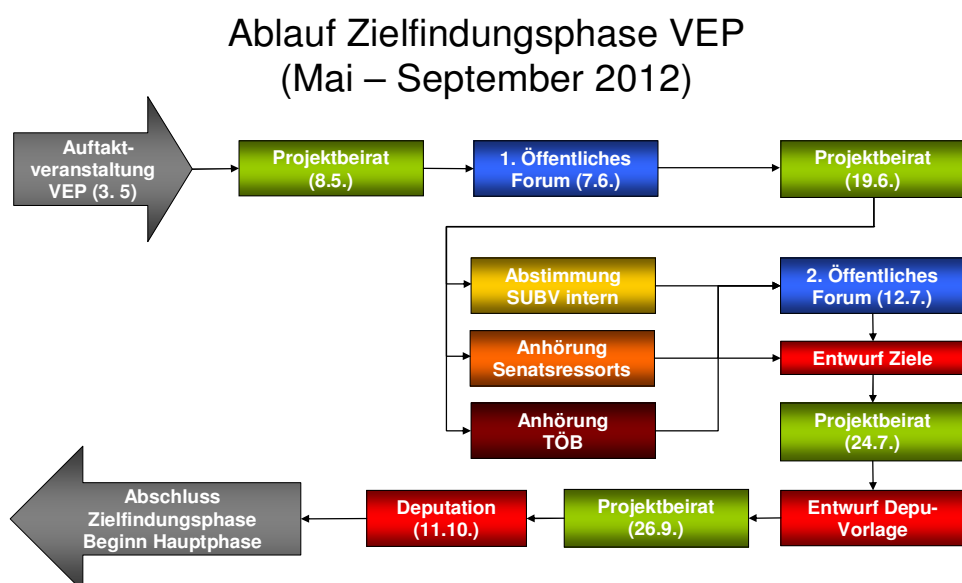 Ablauf Zielfindungsphase VEP
(Mai – September 2012)
Auftakt-
veranstaltung
VEP (3. 5)
Projektbeirat
(8.5.)
1. Öffentliches
Forum (7.6.)
Projektbeirat
(19.6.)
Abstimmung
SUBV intern
2. Öffentliches
Forum (12.7.)
Anhörung
Senatsressorts
Entwurf Ziele
Anhörung
TÖB
Projektbeirat
(24.7.)
Abschluss
Zielfindungsphase
Beginn Hauptphase
Deputation
(11.10.)
Projektbeirat
(26.9.)
Entwurf Depu-
Vorlage